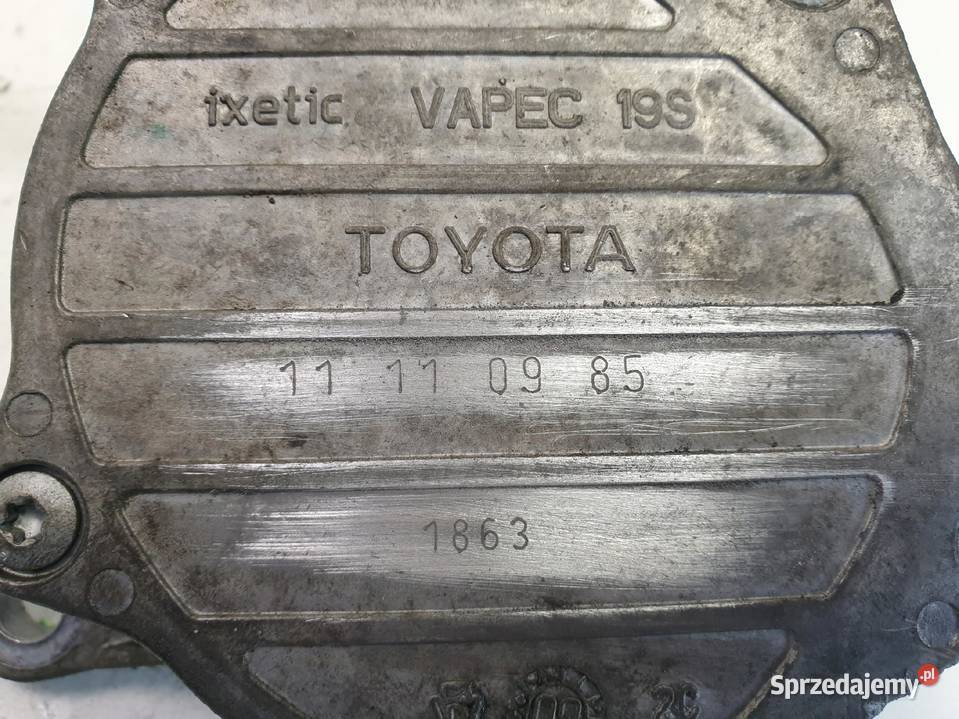 ixetic VAPEC 19S
TOYOTA
11 11 09 85
1863
Sprzedajemy.pl